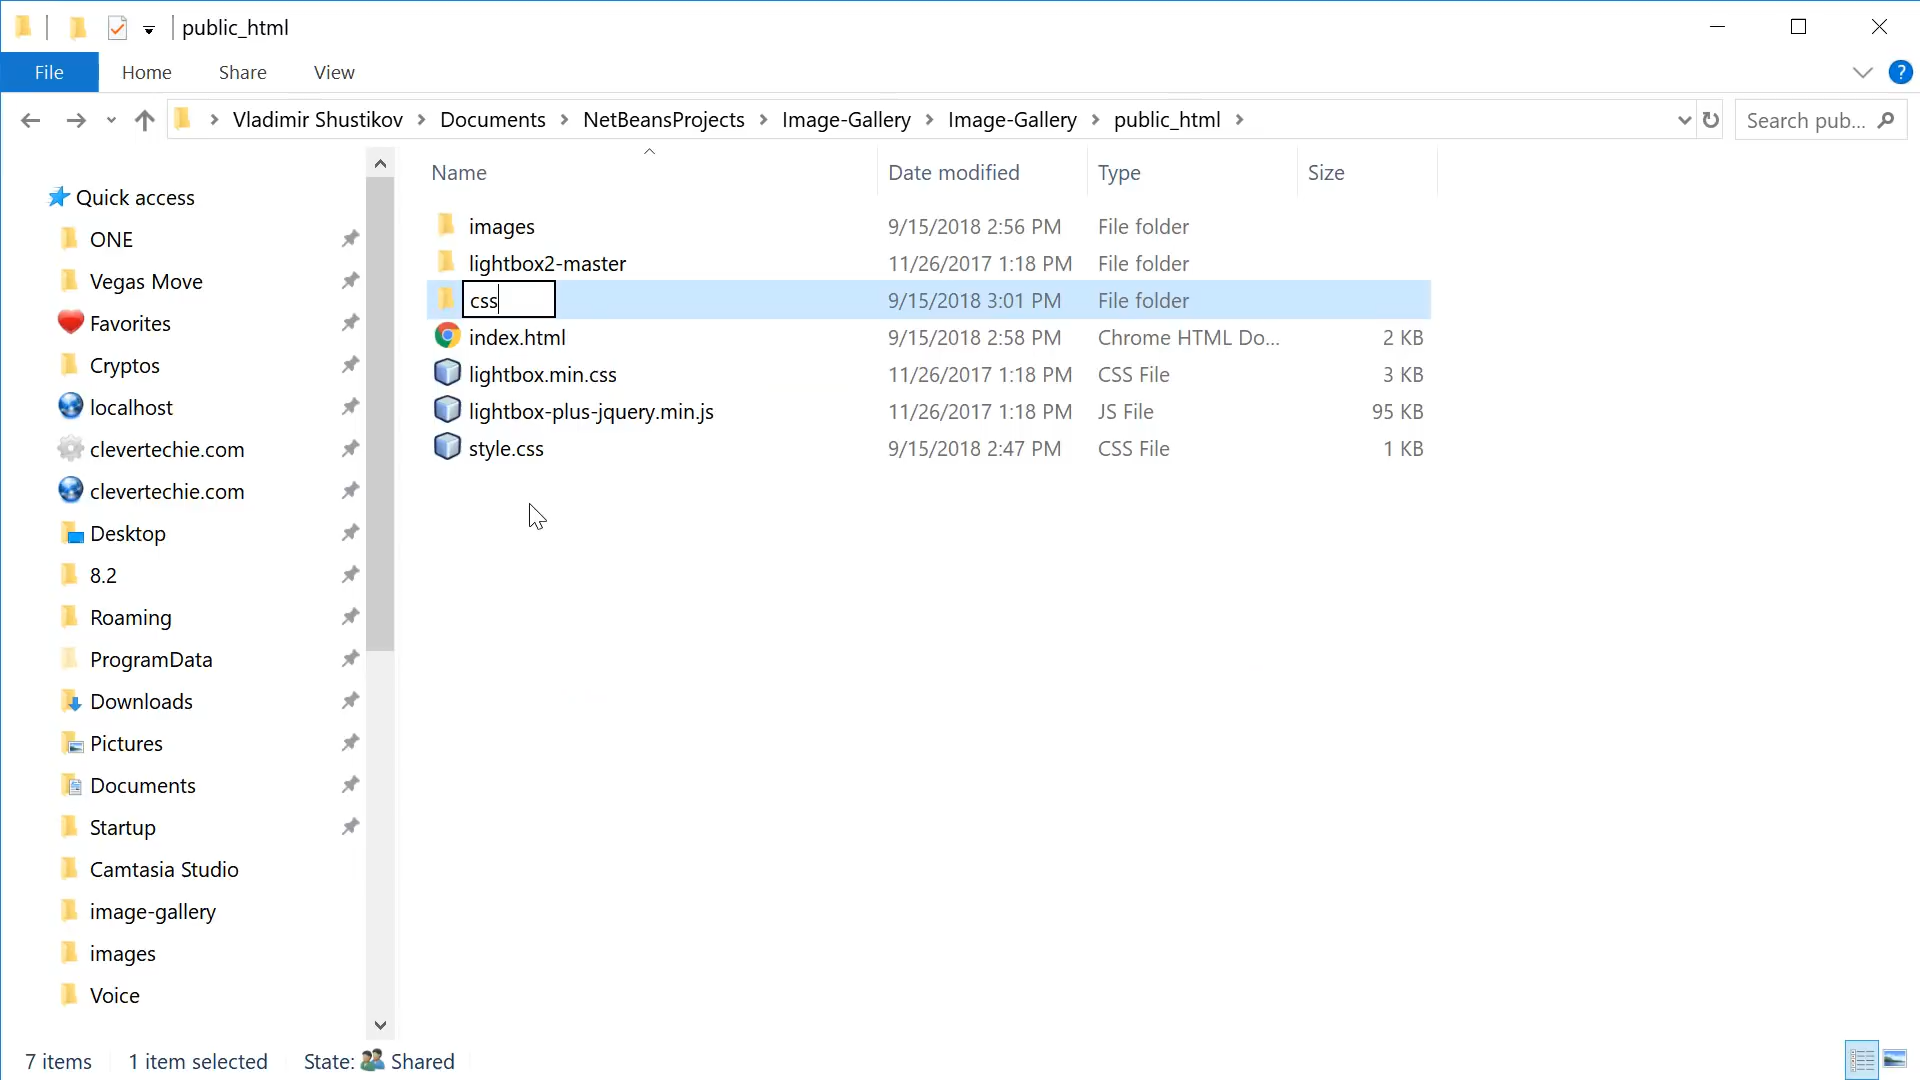 public_html
File Home Share View
Vladimir Shustikov Documents NetBeansProjects Image-Gallery Image-Gallery public_html Search pub...
Name Date modified Type Size
Quick access
ONE
Vegas Move
Favorites
Cryptos
localhost
clevertechie.com
clevertechie.com
Desktop
8.2
Roaming
ProgramData
Downloads
Pictures
Documents
Startup
Camtasia Studio
image-gallery
images
Voice
images 9/15/2018 2:56 PM File folder
lightbox2-master 11/26/2017 1:18 PM File folder
css 9/15/2018 3:01 PM File folder
index.html 9/15/2018 2:58 PM Chrome HTML Do... 2 KB
lightbox.min.css 11/26/2017 1:18 PM CSS File 3 KB
lightbox-plus-jquery.min.js 11/26/2017 1:18 PM JS File 95 KB
style.css 9/15/2018 2:47 PM CSS File 1 KB
7 items 1 item selected State: Shared